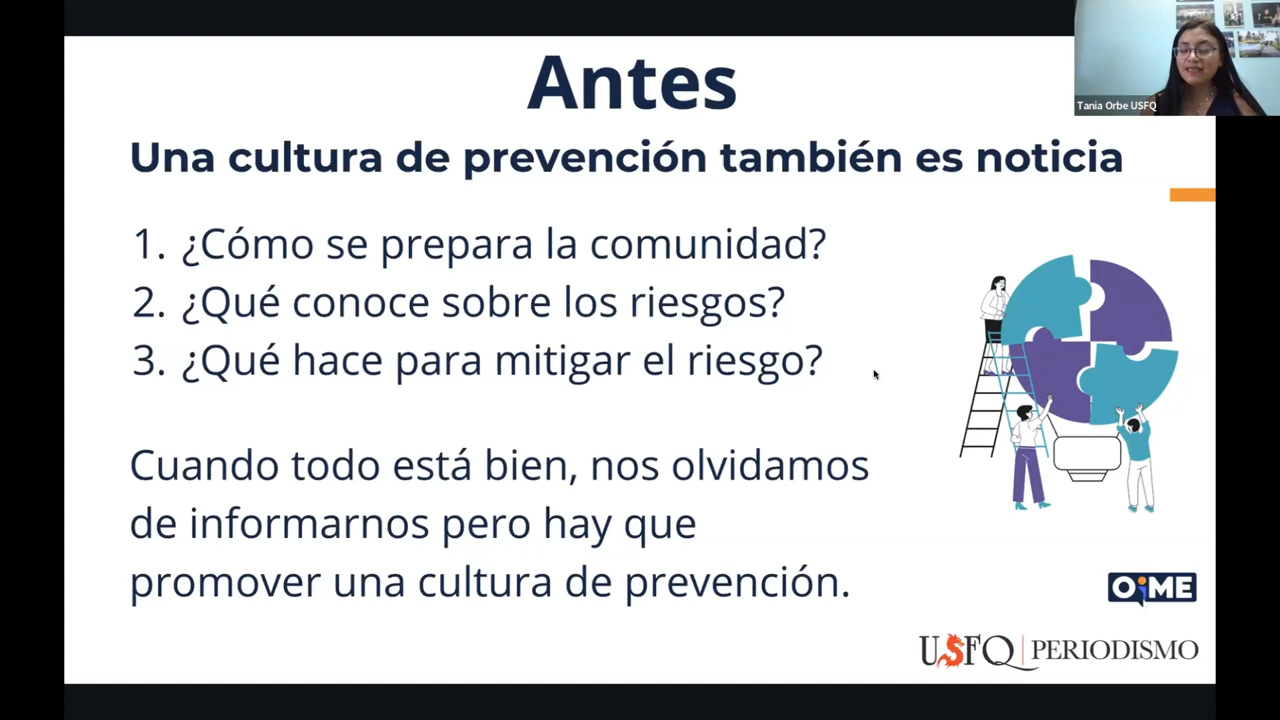 Antes
Tania Orbe USFQ
Una cultura de prevención también es noticia
1. ¿Cómo se prepara la comunidad?
2. ¿Qué conoce sobre los riesgos?
3. ¿Qué hace para mitigar el riesgo?
Cuando todo está bien, nos olvidamos
de informarnos pero hay que
promover una cultura de prevención.
OiME
USFQ | PERIODISMO